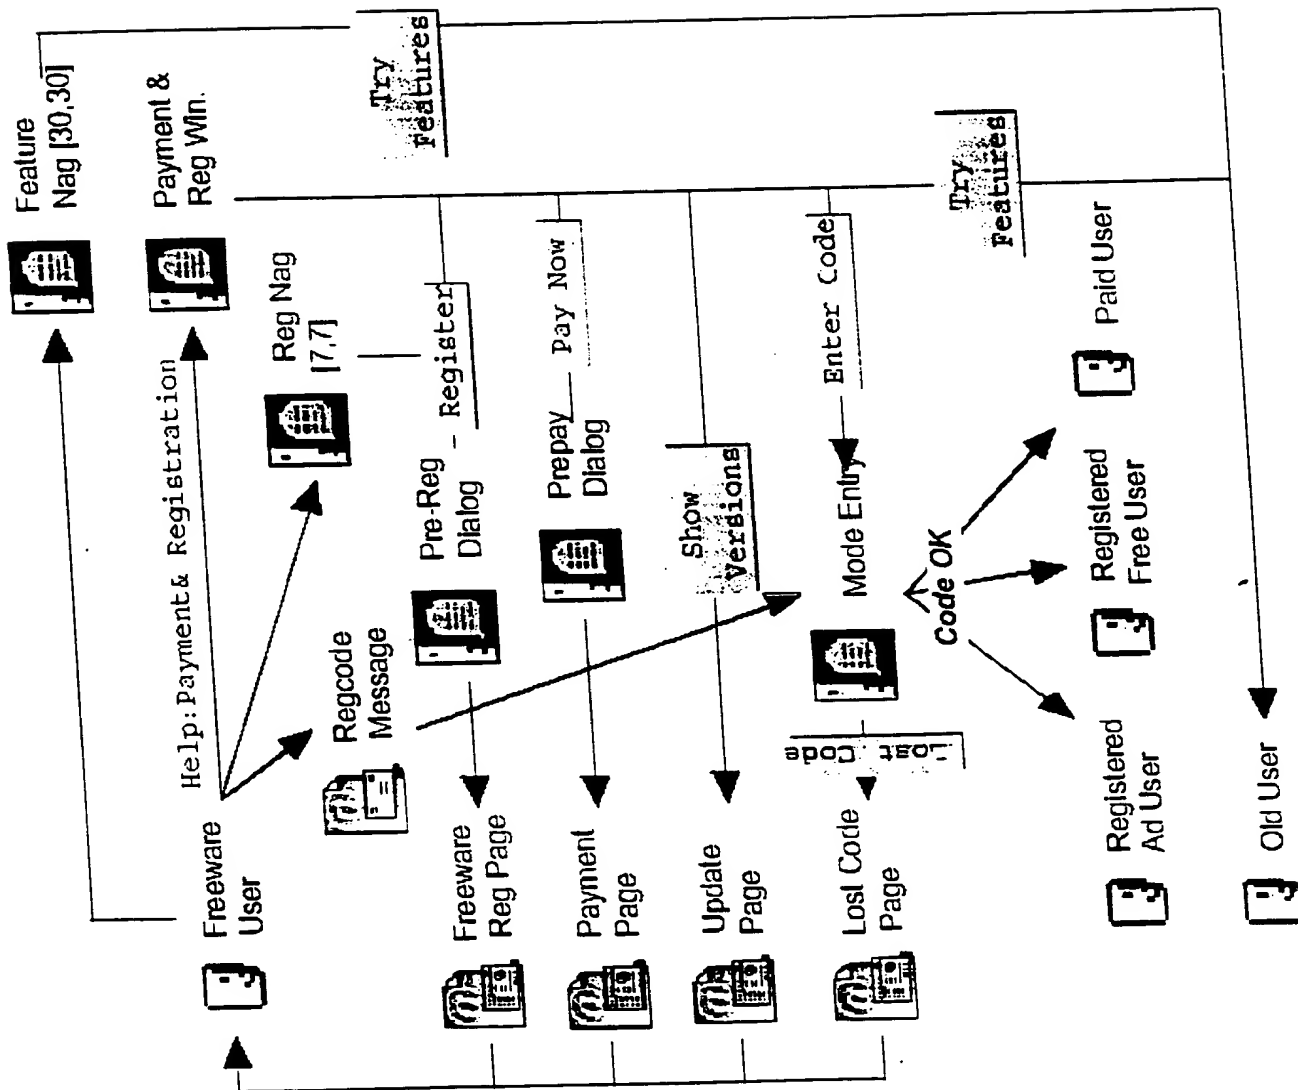 Feature
Nag [30,30]
Try
Features
Payment &
Reg Win.
Help:Payment& Registration
Reg Nag
[7,7]
Freeware
User
Regcode
Message
Pre-Reg
Dialog
Register
Prepay
Dialog
Pay Now
Show
Versions
Enter Code
Try
Features
Freeware
Reg Page
Payment
Page
Update
Page
Lost Code
Page
Lost Code
Mode Entry
Code OK
Registered
Ad User
Registered
Free User
Paid User
Old User